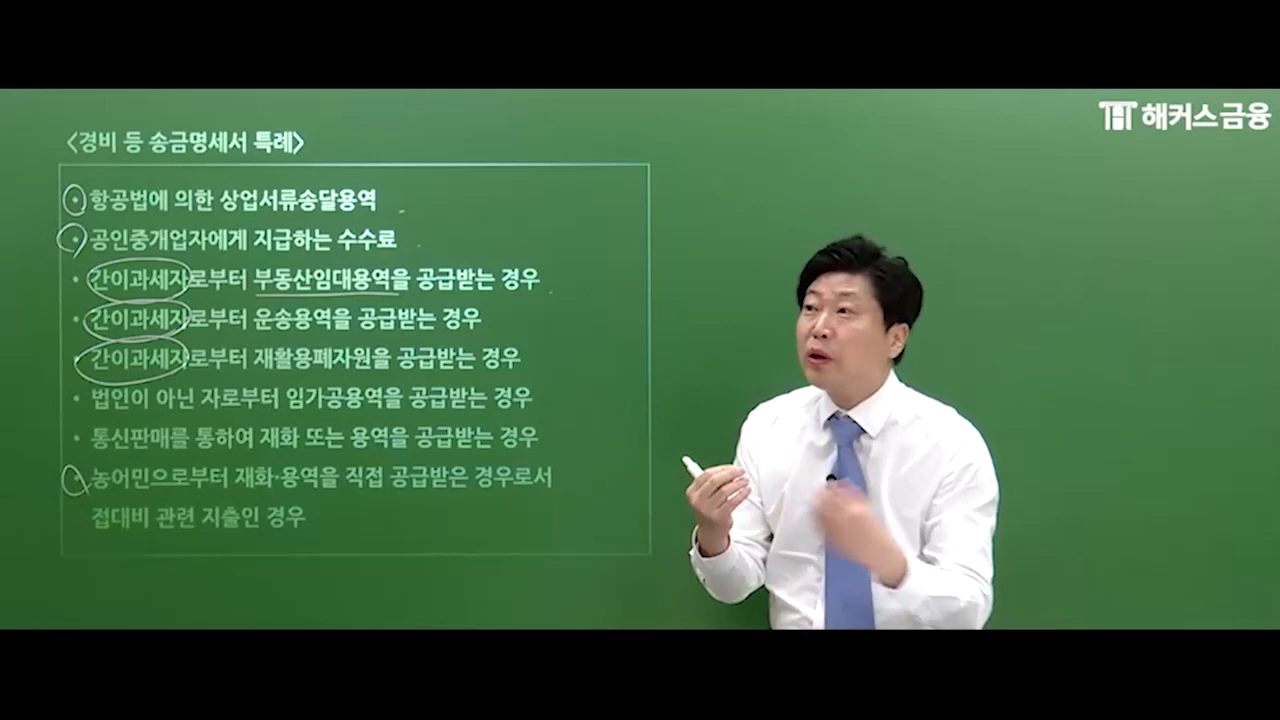 해커스금융
<경비 등 송금명세서 특례>
• 항공법에 의한 상업서류송달용역
• 공인중개업자에게 지급하는 수수료
• 간이과세자로부터 부동산임대용역을 공급받는 경우
• 간이과세자로부터 운송용역을 공급받는 경우
• 간이과세자로부터 재활용폐자원을 공급받는 경우
• 법인이 아닌 자로부터 임가공용역을 공급받는 경우
• 통신판매를 통하여 재화 또는 용역을 공급받는 경우
• 농어민으로부터 재화·용역을 직접 공급받은 경우로서
접대비 관련 지출인 경우